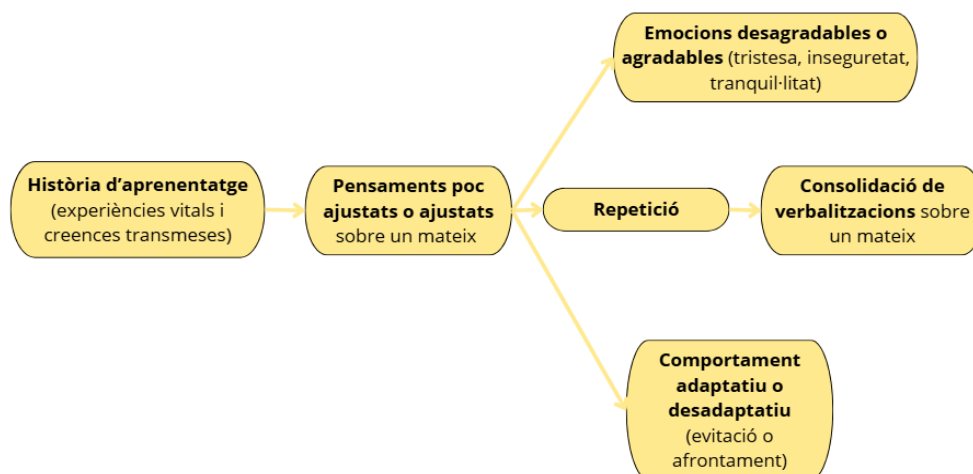 Emocions desagradables o
agradables (tristesa, inseguretat,
tranquil·litat)
Història d'aprenentatge
(experiències vitals i
creences transmeses)
Pensaments poc
ajustats o ajustats
sobre un mateix
Repetició
Consolidació de
verbalitzacions sobre
un mateix
Comportament
adaptatiu o
desadaptatiu
(evitació o
afrontament)